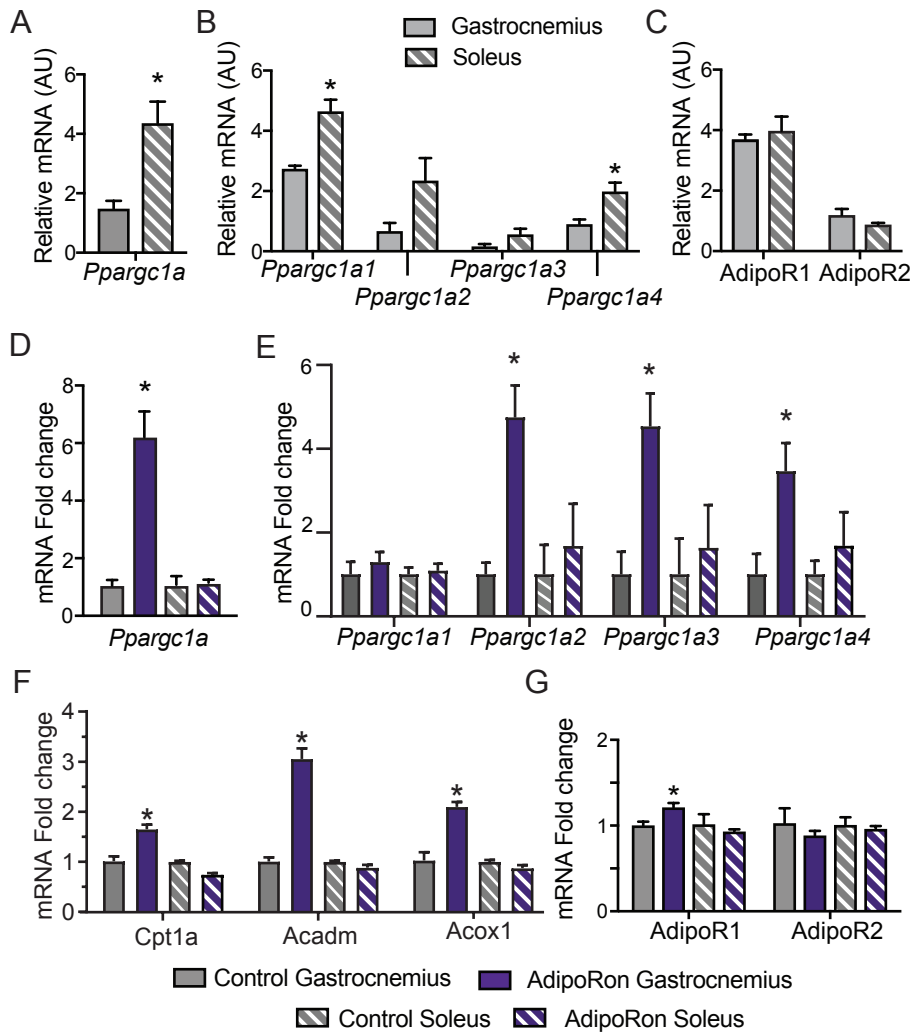 A
B
C
Gastrocnemius
Soleus
Relative mRNA (AU)
6
4
2
0
*
Ppargc1a
Relative mRNA (AU)
6
4
2
0
*
*
Ppargc1a1
Ppargc1a3
Ppargc1a2
Ppargc1a4
Relative mRNA (AU)
6
4
2
0
AdipoR1 AdipoR2
D
mRNA Fold change
8
6
4
2
0
*
Ppargc1a
E
mRNA Fold change
6
4
2
0
*
*
*
Ppargc1a1 Ppargc1a2 Ppargc1a3 Ppargc1a4
F
mRNA Fold change
4
3
2
1
0
*
*
*
Cpt1a Acadm Acox1
G
mRNA Fold change
2
1
0
*
AdipoR1 AdipoR2
Control Gastrocnemius AdipoRon Gastrocnemius
Control Soleus AdipoRon Soleus